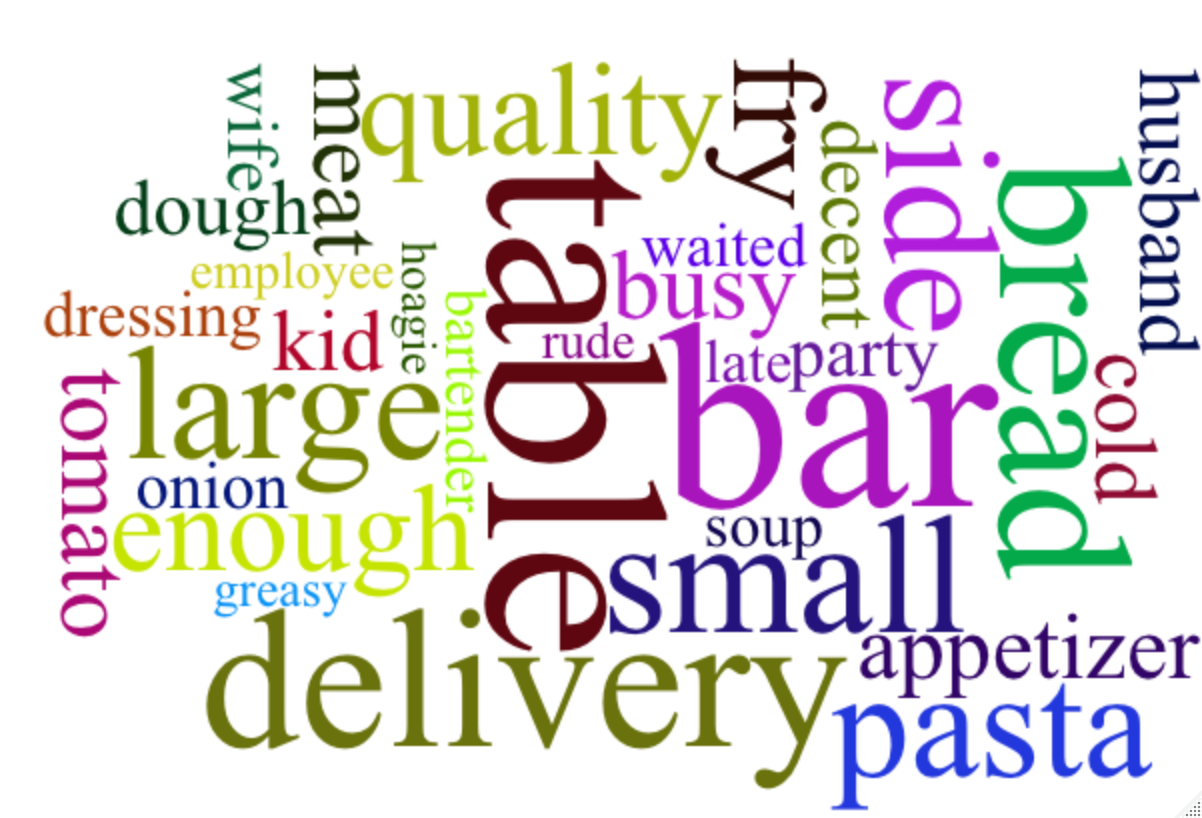 wife
meat
quality
fry
decent
side
husband
dough
table
bread
waited
employee
hoagie
busy
dressing
kid
bartender
rude
late
party
large
bar
cold
tomato
onion
enough
soup
small
greasy
delivery
appetizer
pasta